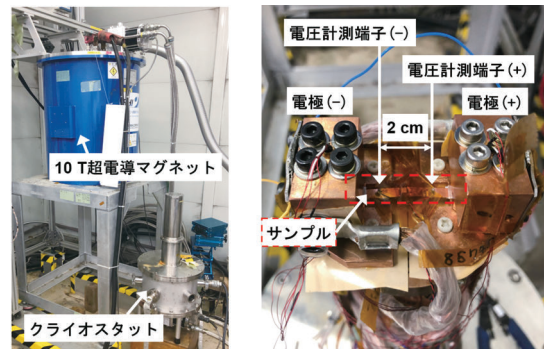 10 T超電導マグネット
クライオスタット
電圧計測端子(-)
電圧計測端子(+)
電極(-)
電極(+)
2 cm
サンプル